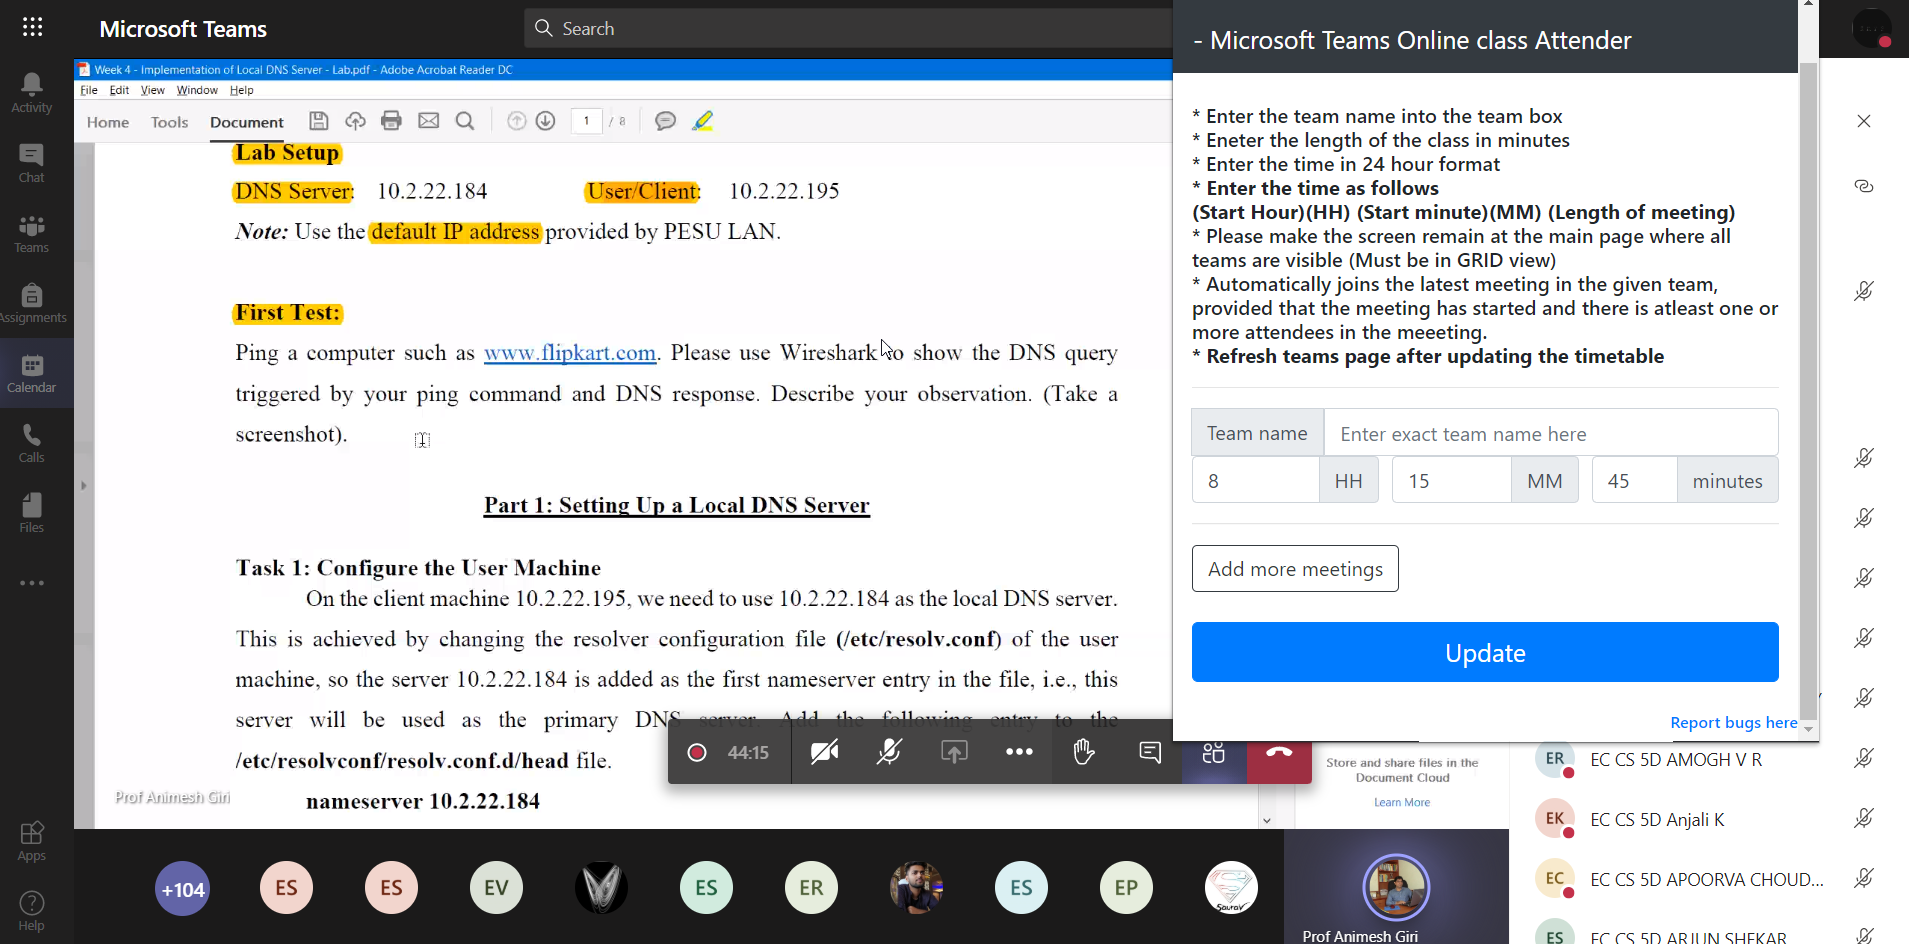 Microsoft Teams
Search
Activity
Chat
Teams
Assignments
Calendar
Calls
Files
Apps
Help
Week 4 - Implementation of Local DNS Server - Lab.pdf - Adobe Acrobat Reader DC
File Edit View Window Help
Home Tools Document 1 / 8
Lab Setup
DNS Server: 10.2.22.184 User/Client: 10.2.22.195
Note: Use the default IP address provided by PESU LAN.
First Test:
Ping a computer such as www.flipkart.com. Please use Wireshark to show the DNS query
triggered by your ping command and DNS response. Describe your observation. (Take a
screenshot).
Part 1: Setting Up a Local DNS Server
Task 1: Configure the User Machine
On the client machine 10.2.22.195, we need to use 10.2.22.184 as the local DNS server.
This is achieved by changing the resolver configuration file (/etc/resolv.conf) of the user
machine, so the server 10.2.22.184 is added as the first nameserver entry in the file, i.e., this
server will be used as the primary DNS server. Add the following entry to the
/etc/resolvconf/resolv.conf.d/head file.
nameserver 10.2.22.184
Prof Animesh Giri
44:15
- Microsoft Teams Online class Attender
* Enter the team name into the team box
* Eneter the length of the class in minutes
* Enter the time in 24 hour format
* Enter the time as follows
(Start Hour)(HH) (Start minute)(MM) (Length of meeting)
* Please make the screen remain at the main page where all
teams are visible (Must be in GRID view)
* Automatically joins the latest meeting in the given team,
provided that the meeting has started and there is atleast one or
more attendees in the meeeting.
* Refresh teams page after updating the timetable
Team name Enter exact team name here
8 HH 15 MM 45 minutes
Add more meetings
Update
Report bugs here
Store and share files in the
Document Cloud
Learn More
ER EC CS 5D AMOGH V R
EK EC CS 5D Anjali K
EC EC CS 5D APOORVA CHOUD...
ES EC CS 5D ARJUN SHEKAR
+104 ES ES EV ES ER ES EP Saurav
Prof Animesh Giri